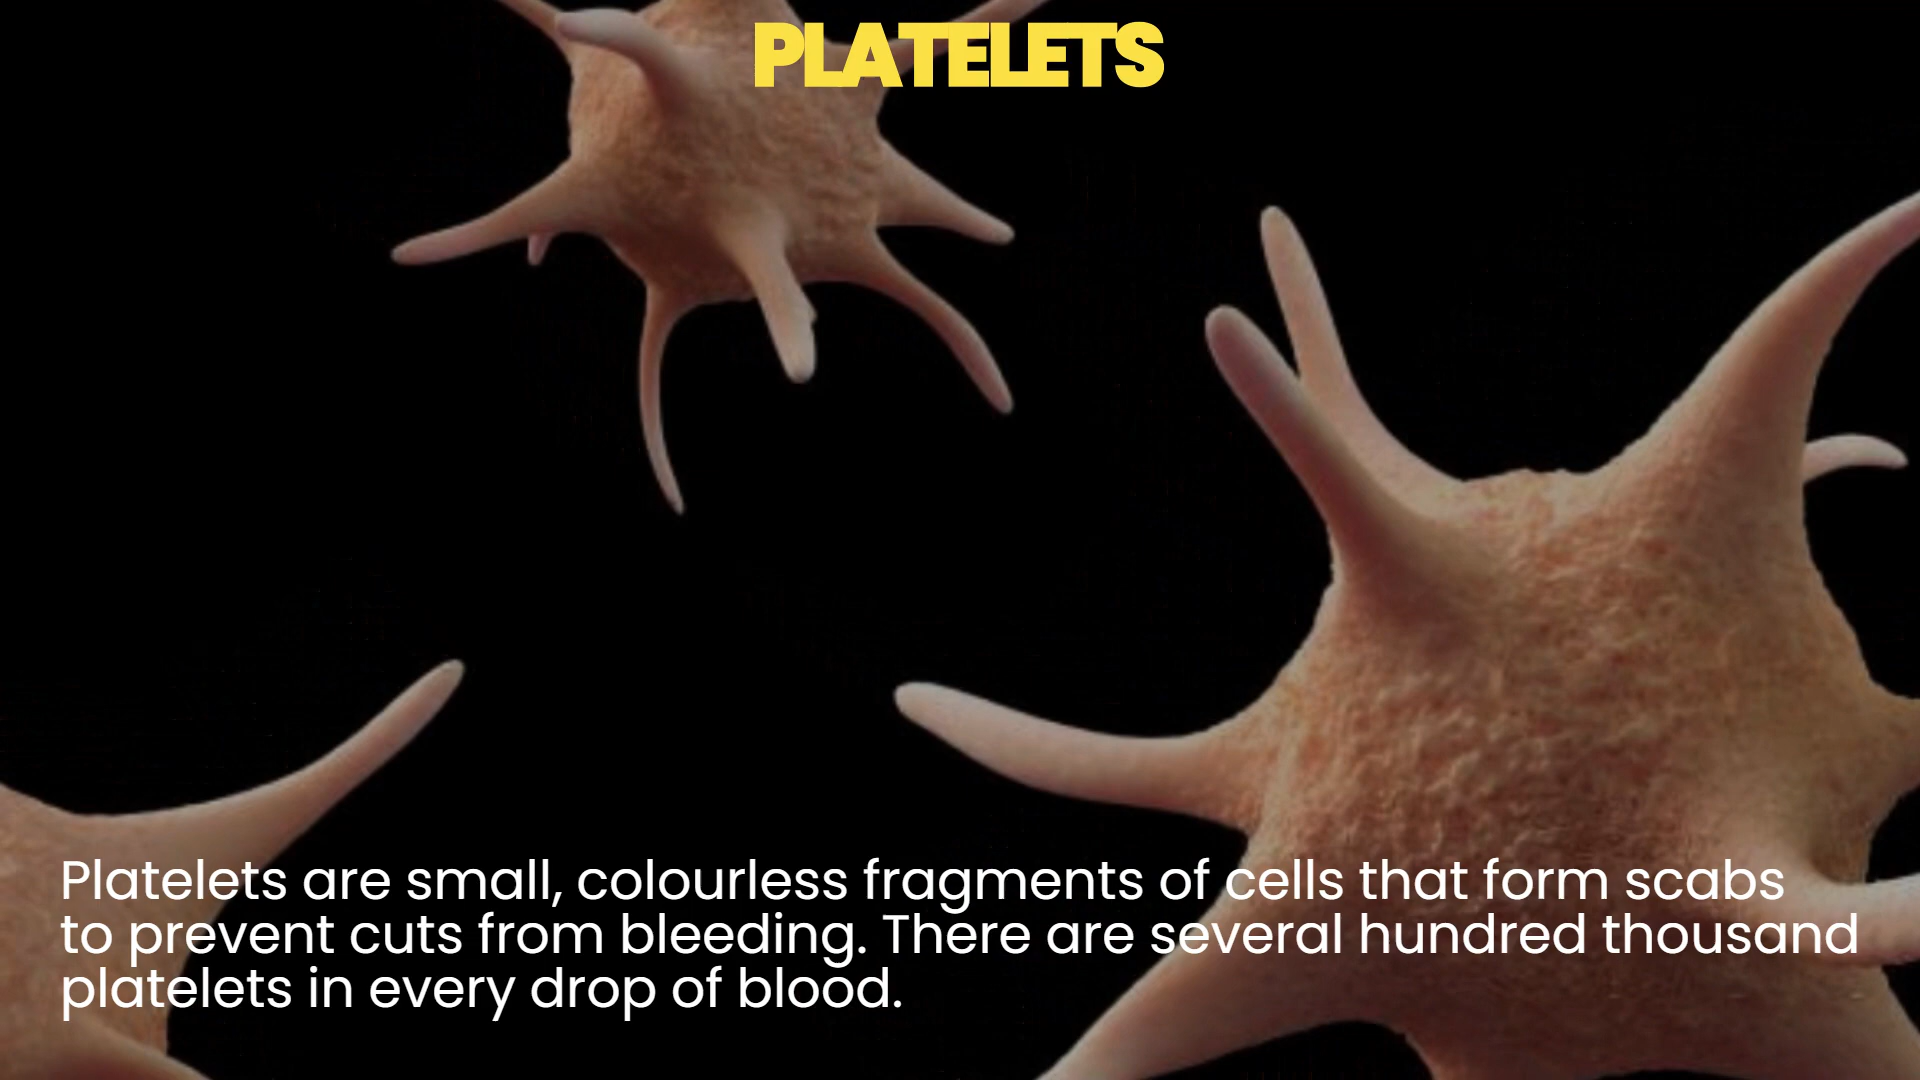 PLATELETS
Platelets are small, colourless fragments of cells that form scabs
to prevent cuts from bleeding. There are several hundred thousand
platelets in every drop of blood.